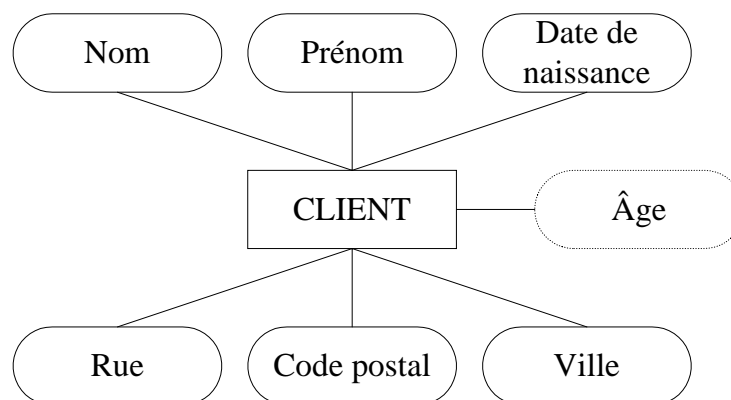 Nom
Prénom
Date de
naissance
CLIENT
Âge
Rue
Code postal
Ville